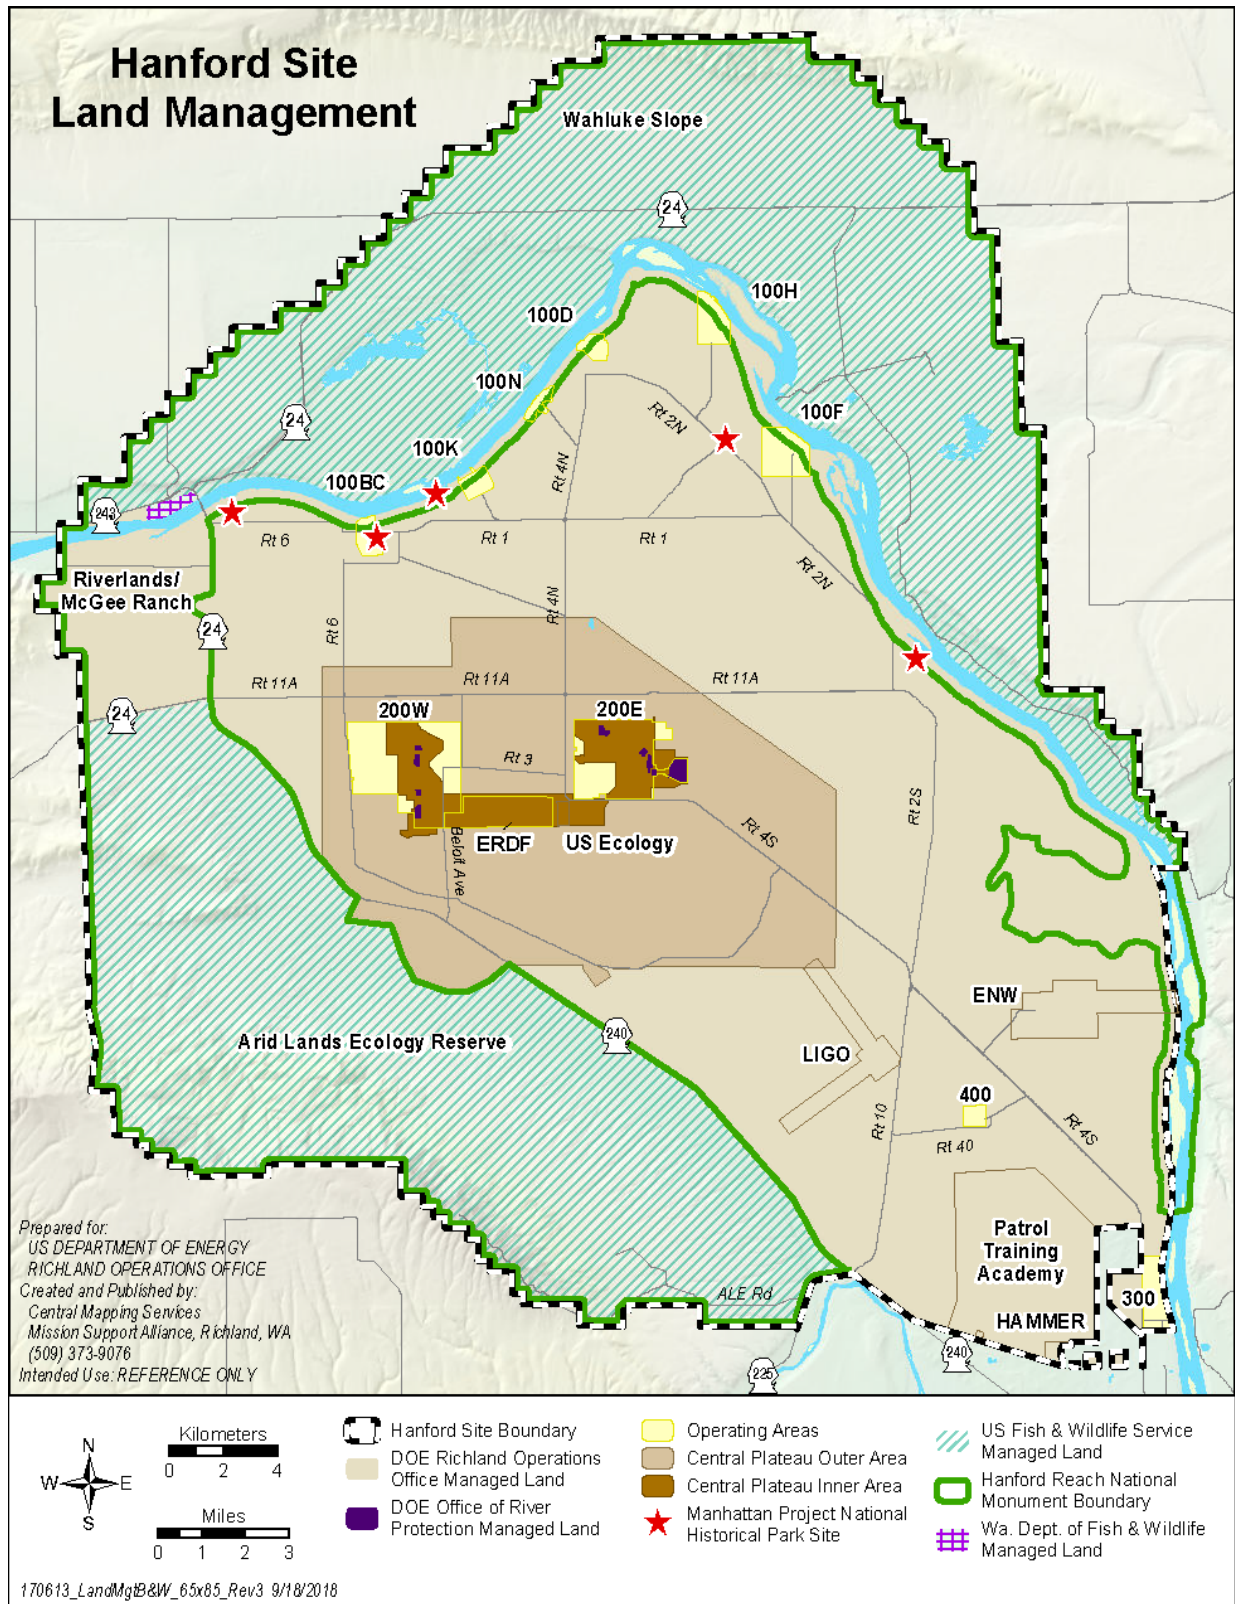 Hanford Site
Land Management
Wahluke Slope
24
100H
100D
100N
100F
Rt 2N
24
100K
Rt 4N
100BC
243
Rt 6
Rt 1
Rt 1
Riverlands/
McGee Ranch
Rt 2N
Rt 4N
24
Rt 6
Rt 11A
Rt 11A
Rt 11A
24
200W
200E
Rt 3
Rt 2S
Rt 4S
ERDF
US Ecology
Beloit Ave
ENW
240
Arid Lands Ecology Reserve
LIGO
400
Rt 10
Rt 4S
Rt 40
Prepared for:
US DEPARTMENT OF ENERGY
RICHLAND OPERATIONS OFFICE
Created and Published by:
Central Mapping Services
Mission Support Alliance, Richland, WA
(509) 373-9076
Intended Use: REFERENCE ONLY
Patrol
Training
Academy
ALE Rd
300
HAMMER
240
225
N
W
E
S
Kilometers
0 2 4
Miles
0 1 2 3
Hanford Site Boundary
DOE Richland Operations
Office Managed Land
DOE Office of River
Protection Managed Land
Operating Areas
Central Plateau Outer Area
Central Plateau Inner Area
Manhattan Project National
Historical Park Site
US Fish & Wildlife Service
Managed Land
Hanford Reach National
Monument Boundary
Wa. Dept. of Fish & Wildlife
Managed Land
170613_LandMgtB&W_65x85_Rev3 9/18/2018